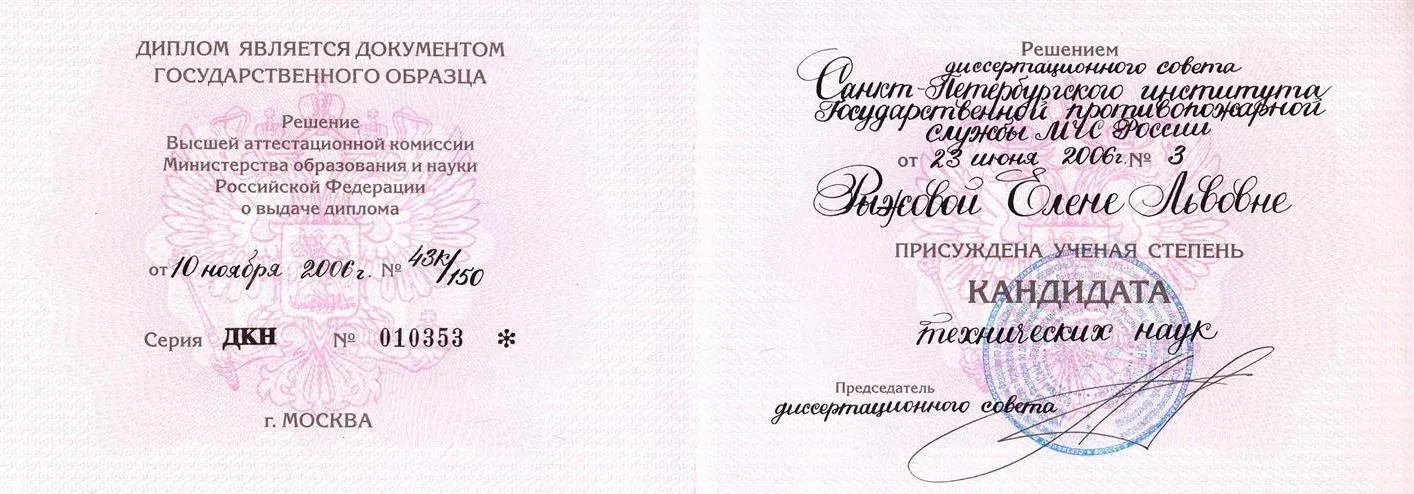 ДИПЛОМ ЯВЛЯЕТСЯ ДОКУМЕНТОМ
ГОСУДАРСТВЕННОГО ОБРАЗЦА
Решение
Высшей аттестационной комиссии
Министерства образования и науки
Российской Федерации
о выдаче диплома
от 10 ноября 2006 г. № 43к/150
Серия ДКН № 010353 *
г. МОСКВА
Решением
диссертационного совета
Санкт-Петербургского института
Государственной противопожарной
службы МЧС России
от 23 июня 2006 г. № 3
Рыжовой Елене Львовне
ПРИСУЖДЕНА УЧЕНАЯ СТЕПЕНЬ
КАНДИДАТА
технических наук
Председатель
диссертационного совета